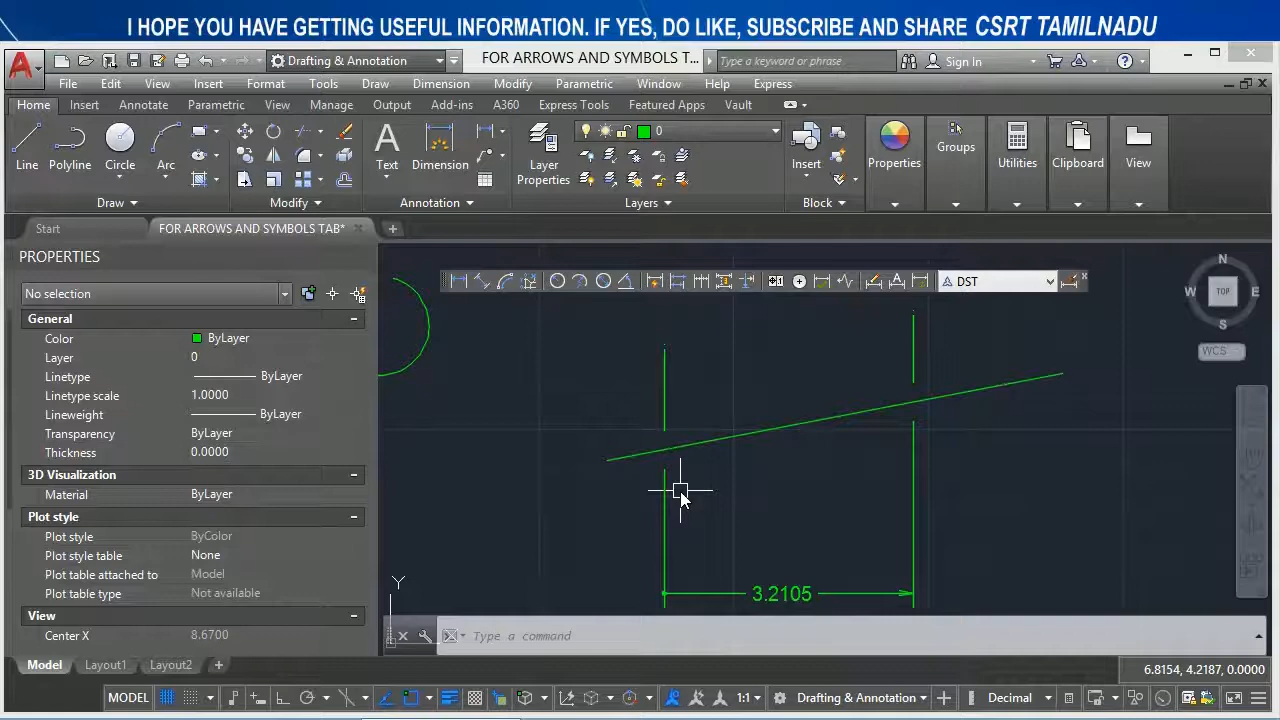 I HOPE YOU HAVE GETTING USEFUL INFORMATION. IF YES, DO LIKE, SUBSCRIBE AND SHARE CSRT TAMILNADU
Drafting & Annotation
FOR ARROWS AND SYMBOLS T...
Type a keyword or phrase
Sign In
File Edit View Insert Format Tools Draw Dimension Modify Parametric Window Help Express
Home Insert Annotate Parametric View Manage Output Add-ins A360 Express Tools Featured Apps Vault
0
Line Polyline Circle Arc Text Dimension Layer Properties Insert Properties Groups Utilities Clipboard View
Draw Modify Annotation Layers Block
Start FOR ARROWS AND SYMBOLS TAB*
PROPERTIES
No selection
DST
General
Color ByLayer
Layer 0
Linetype ByLayer
Linetype scale 1.0000
Lineweight ByLayer
Transparency ByLayer
Thickness 0.0000
3D Visualization
Material ByLayer
Plot style
Plot style ByColor
Plot style table None
Plot table attached to Model
Plot table type Not available
View
Center X 8.6700
N
W TOP E
S
WCS
3.2105
Y
Type a command
Model Layout1 Layout2
6.8154, 4.2187, 0.0000
MODEL 1:1 Drafting & Annotation Decimal